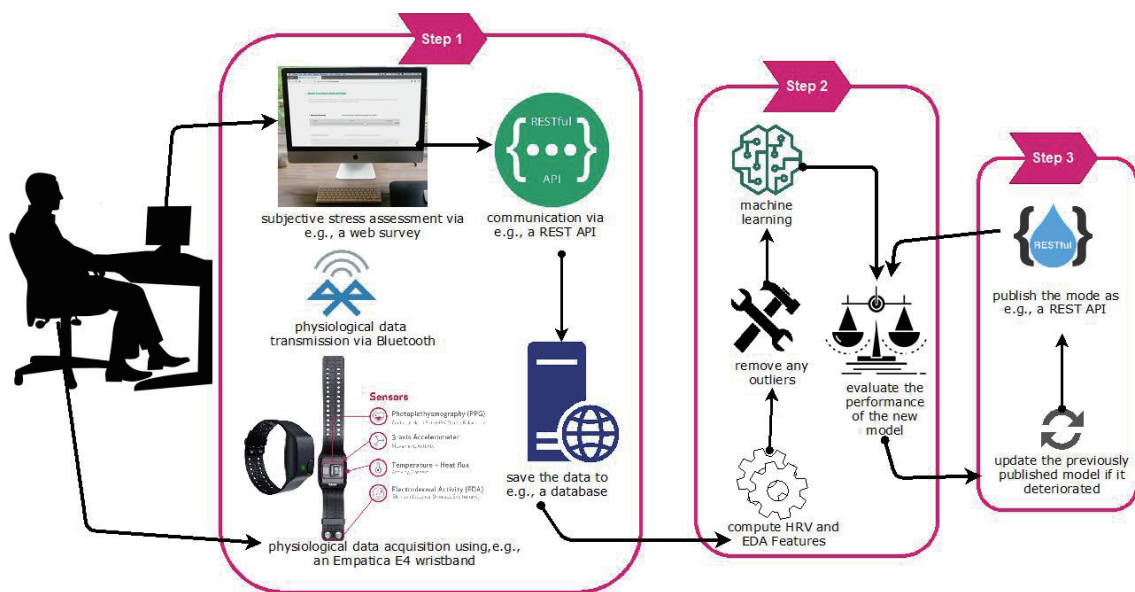 Step 1
RESTful
API
subjective stress assessment via
e.g., a web survey
communication via
e.g., a REST API
physiological data
transmission via Bluetooth
Sensors
Photoplethysmography (PPG)
3-axis Accelerometer
Temperature - Heat flux
Electrodermal Activity (EDA)
save the data to
e.g., a database
physiological data acquisition using,e.g.,
an Empatica E4 wristband
Step 2
machine
learning
remove any
outliers
evaluate the
performance
of the new
model
compute HRV and
EDA Features
Step 3
RESTful
publish the mode as
e.g., a REST API
update the previously
published model if it
deteriorated